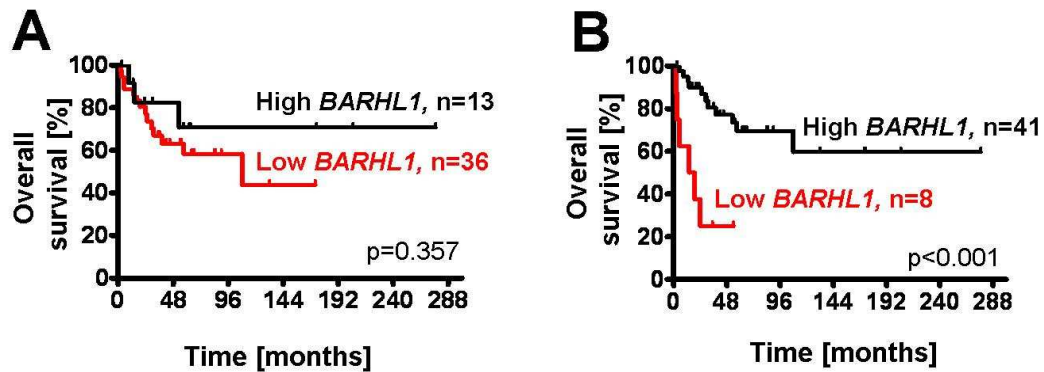 A
Overall
survival [%]
100
80
60
40
20
0
High BARHL1, n=13
Low BARHL1, n=36
p=0.357
0 48 96 144 192 240 288
Time [months]
B
Overall
survival [%]
100
80
60
40
20
0
High BARHL1, n=41
Low BARHL1, n=8
p<0.001
0 48 96 144 192 240 288
Time [months]